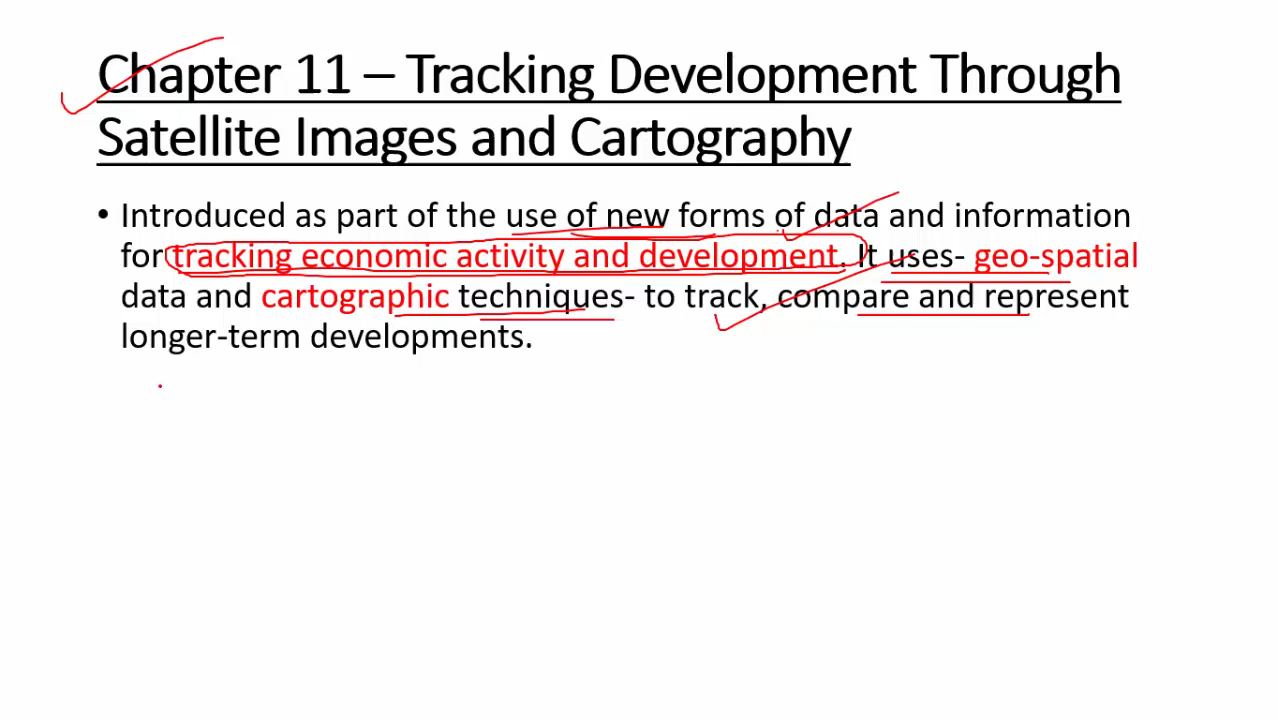 Chapter 11 – Tracking Development Through
Satellite Images and Cartography
• Introduced as part of the use of new forms of data and information
for tracking economic activity and development. It uses- geo-spatial
data and cartographic techniques- to track, compare and represent
longer-term developments.